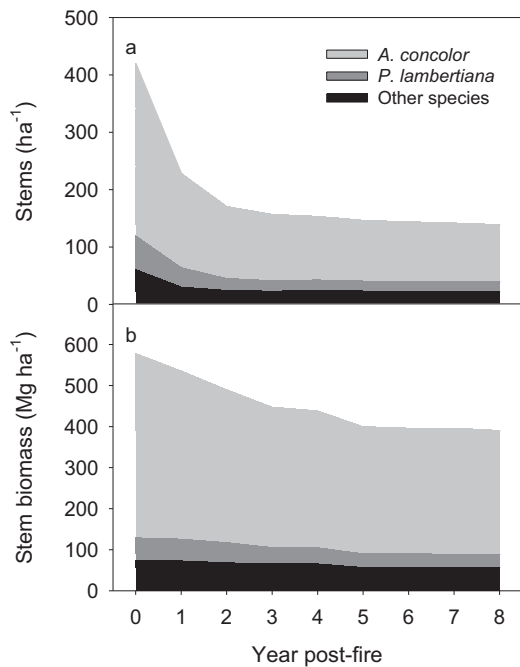 500
400
300
200
100
0
Stems (ha⁻¹)
a
A. concolor
P. lambertiana
Other species
600
500
400
300
200
100
0
Stem biomass (Mg ha⁻¹)
b
0 1 2 3 4 5 6 7 8
Year post-fire